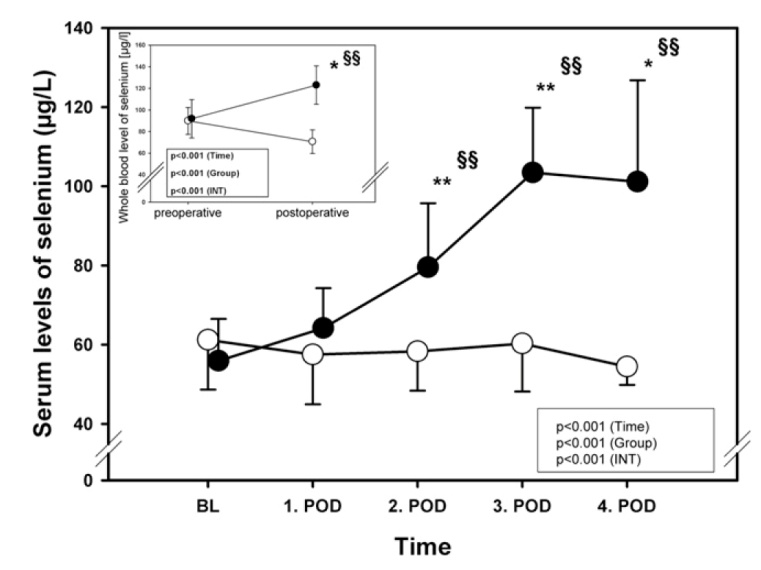 140
120
100
80
60
40
0
Serum levels of selenium (µg/L)
BL
1. POD
2. POD
3. POD
4. POD
Time
160
140
120
100
80
60
40
0
Whole blood level of selenium [µg/l]
preoperative
postoperative
* §§
p<0.001 (Time)
p<0.001 (Group)
p<0.001 (INT)
** §§
** §§
* §§
p<0.001 (Time)
p<0.001 (Group)
p<0.001 (INT)